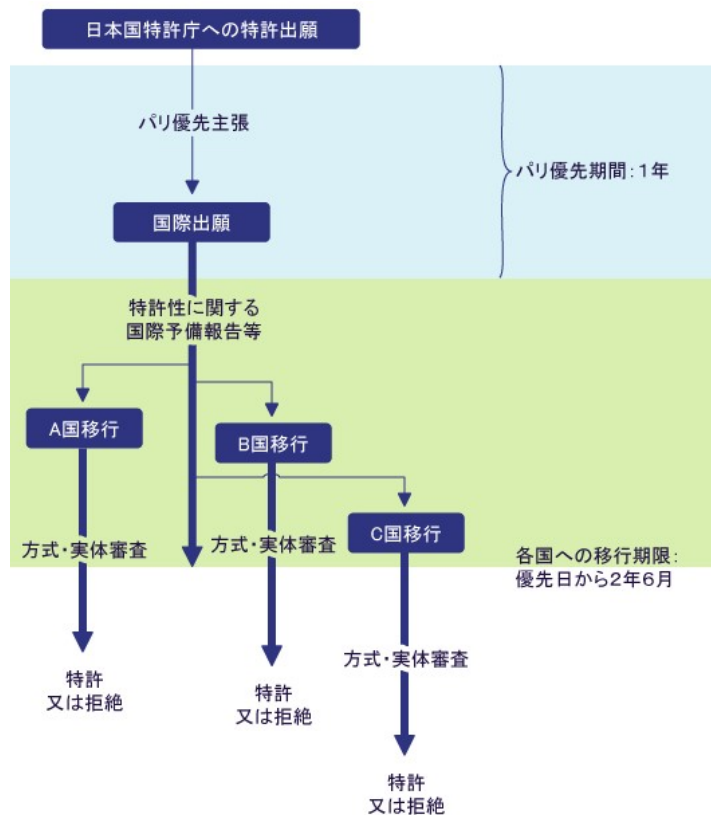 日本国特許庁への特許出願
パリ優先主張
パリ優先期間:1年
国際出願
特許性に関する
国際予備報告等
A国移行
B国移行
C国移行
方式・実体審査
方式・実体審査
各国への移行期限:
優先日から2年6月
方式・実体審査
特許
又は拒絶
特許
又は拒絶
特許
又は拒絶